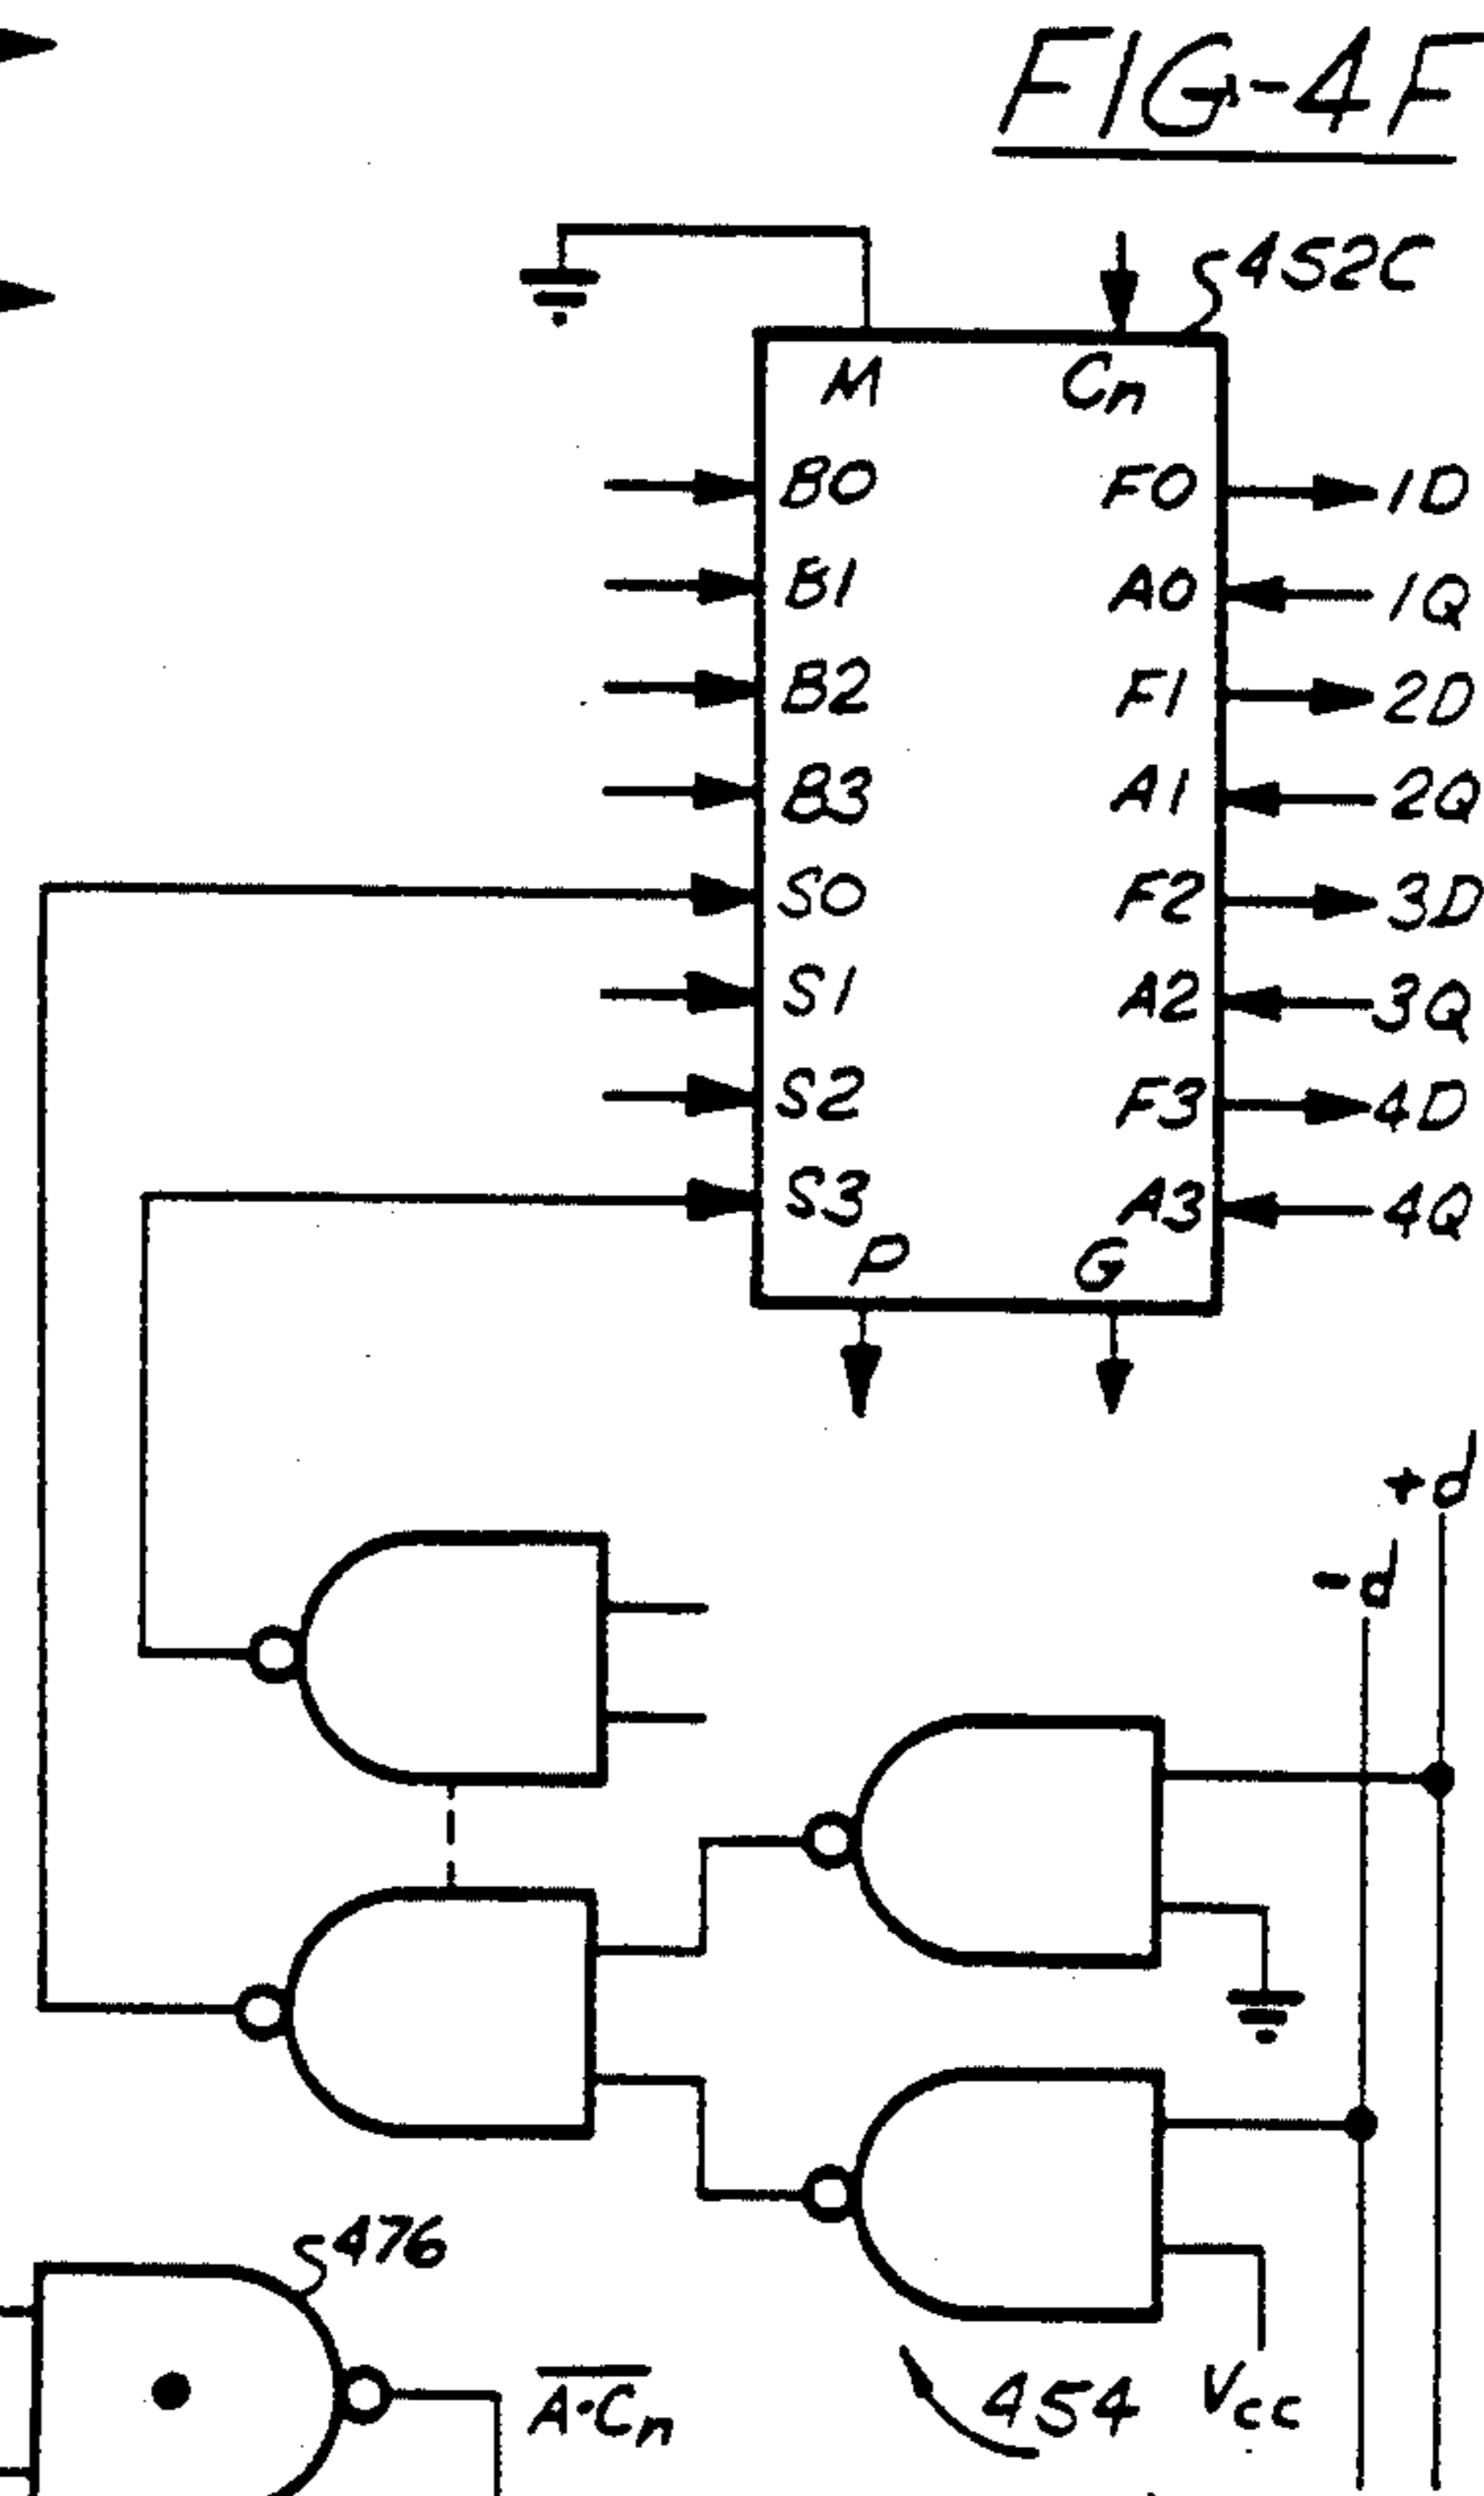 FIG-4F
452C
M Cn
B0 F0 1D
B1 A0 1Q
B2 F1 2D
B3 A1 2Q
S0 F2 3D
S1 A2 3Q
S2 F3 4D
S3 A3 4Q
P G
+d
-d
476
A·Cn
454 Vcc